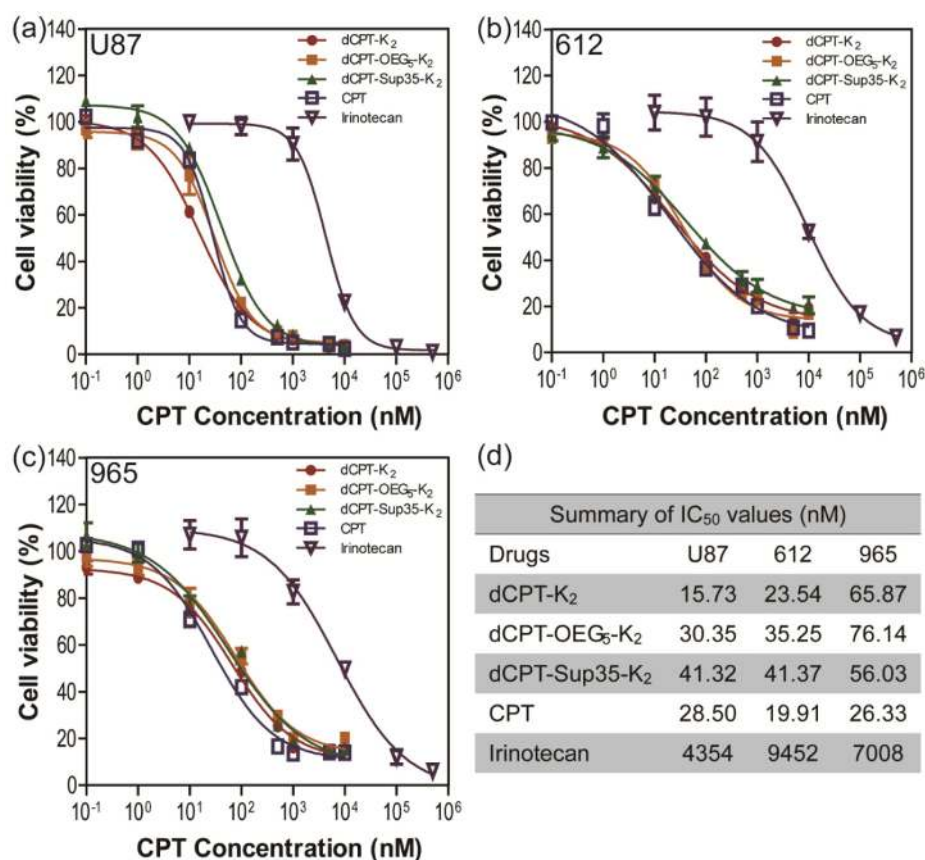 (a)
U87
dCPT-K₂
dCPT-OEG₅-K₂
dCPT-Sup35-K₂
CPT
Irinotecan
140
120
100
80
60
40
20
0
Cell viability (%)
10⁻¹ 10⁰ 10¹ 10² 10³ 10⁴ 10⁵ 10⁶
CPT Concentration (nM)
(b)
612
dCPT-K₂
dCPT-OEG₅-K₂
dCPT-Sup35-K₂
CPT
Irinotecan
140
120
100
80
60
40
20
0
Cell viability (%)
10⁻¹ 10⁰ 10¹ 10² 10³ 10⁴ 10⁵ 10⁶
CPT Concentration (nM)
(c)
965
dCPT-K₂
dCPT-OEG₅-K₂
dCPT-Sup35-K₂
CPT
Irinotecan
140
120
100
80
60
40
20
0
Cell viability (%)
10⁻¹ 10⁰ 10¹ 10² 10³ 10⁴ 10⁵ 10⁶
CPT Concentration (nM)
(d)
Summary of IC₅₀ values (nM)
Drugs U87 612 965
dCPT-K₂ 15.73 23.54 65.87
dCPT-OEG₅-K₂ 30.35 35.25 76.14
dCPT-Sup35-K₂ 41.32 41.37 56.03
CPT 28.50 19.91 26.33
Irinotecan 4354 9452 7008